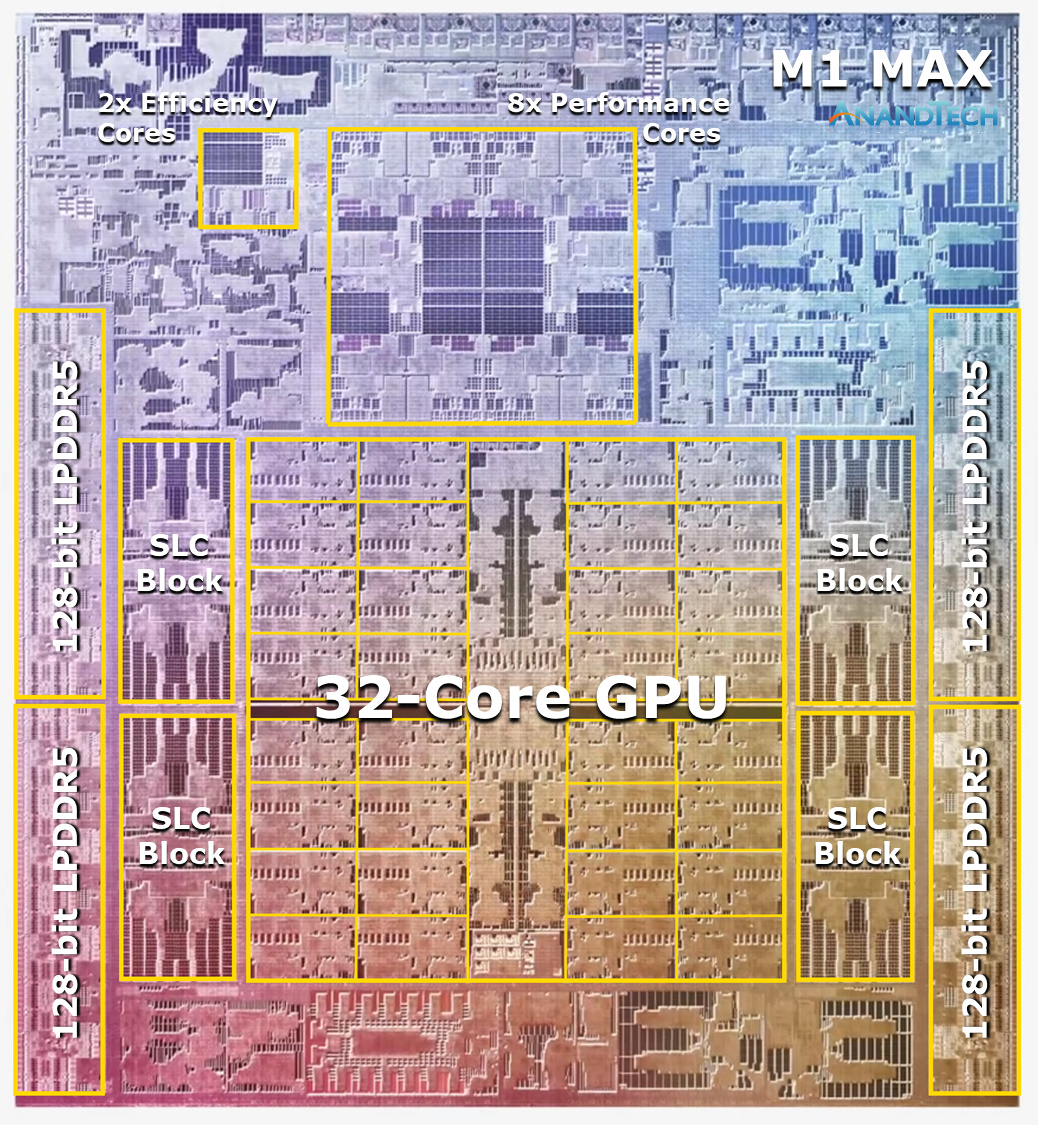 M1 MAX
ANANDTECH
2x Efficiency
Cores
8x Performance
Cores
128-bit LPDDR5
128-bit LPDDR5
SLC
Block
SLC
Block
32-Core GPU
128-bit LPDDR5
128-bit LPDDR5
SLC
Block
SLC
Block